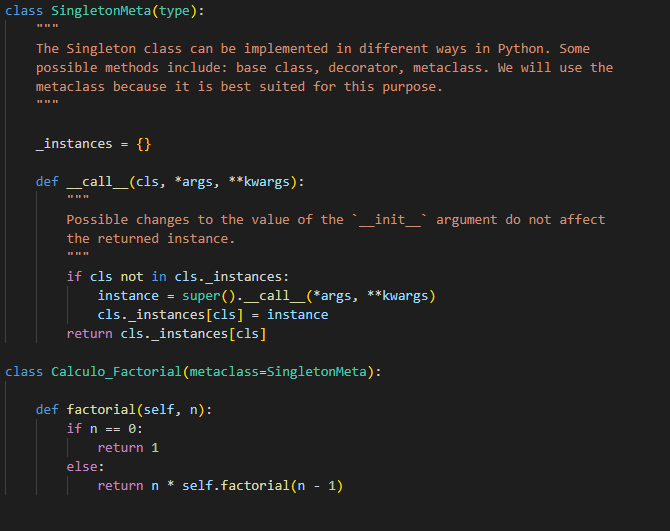 class SingletonMeta(type):
    """
    The Singleton class can be implemented in different ways in Python. Some
    possible methods include: base class, decorator, metaclass. We will use the
    metaclass because it is best suited for this purpose.
    """

    _instances = {}

    def __call__(cls, *args, **kwargs):
        """
        Possible changes to the value of the `__init__` argument do not affect
        the returned instance.
        """
        if cls not in cls._instances:
            instance = super().__call__(*args, **kwargs)
            cls._instances[cls] = instance
        return cls._instances[cls]

class Calculo_Factorial(metaclass=SingletonMeta):

    def factorial(self, n):
        if n == 0:
            return 1
        else:
            return n * self.factorial(n - 1)